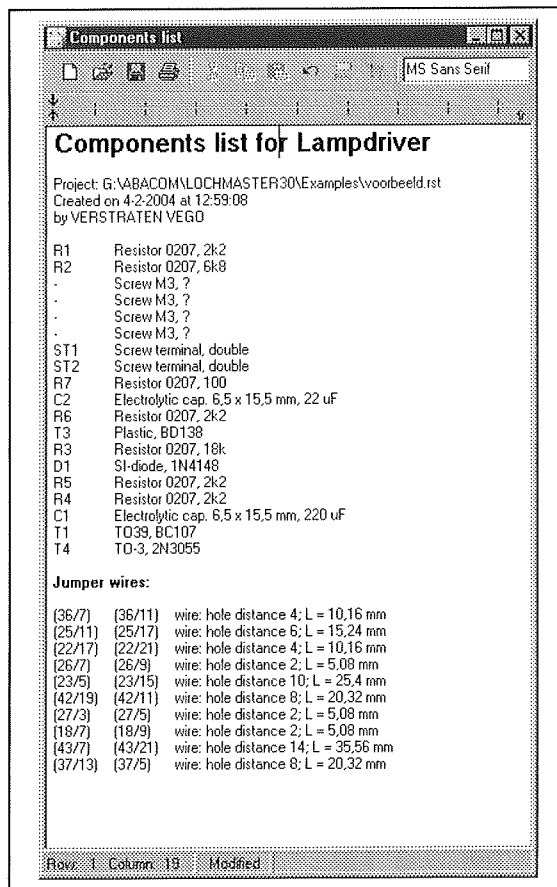 Components list
MS Sans Serif
9
Components list for Lampdriver
Project: G:\ABACOM\LOCHMASTER30\Examples\voorbeeld.rst
Created on 4-2-2004 at 12:59:08
by VERSTRATEN VEGO
R1 Resistor 0207, 2k2
R2 Resistor 0207, 6k8
- Screw M3, ?
- Screw M3, ?
- Screw M3, ?
- Screw M3, ?
ST1 Screw terminal, double
ST2 Screw terminal, double
R7 Resistor 0207, 100
C2 Electrolytic cap. 6,5 x 15,5 mm, 22 uF
R6 Resistor 0207, 2k2
T3 Plastic, BD138
R3 Resistor 0207, 18k
D1 SI-diode, 1N4148
R5 Resistor 0207, 2k2
R4 Resistor 0207, 2k2
C1 Electrolytic cap. 6,5 x 15,5 mm, 220 uF
T1 TO39, BC107
T4 TO-3, 2N3055
Jumper wires:
(36/7) (36/11) wire: hole distance 4; L = 10,16 mm
(25/11) (25/17) wire: hole distance 6; L = 15,24 mm
(22/17) (22/21) wire: hole distance 4; L = 10,16 mm
(26/7) (26/9) wire: hole distance 2; L = 5,08 mm
(23/5) (23/15) wire: hole distance 10; L = 25,4 mm
(42/19) (42/11) wire: hole distance 8; L = 20,32 mm
(27/3) (27/5) wire: hole distance 2; L = 5,08 mm
(18/7) (18/9) wire: hole distance 2; L = 5,08 mm
(43/7) (43/21) wire: hole distance 14; L = 35,56 mm
(37/13) (37/5) wire: hole distance 8; L = 20,32 mm
Row: 1 Column: 19 Modified